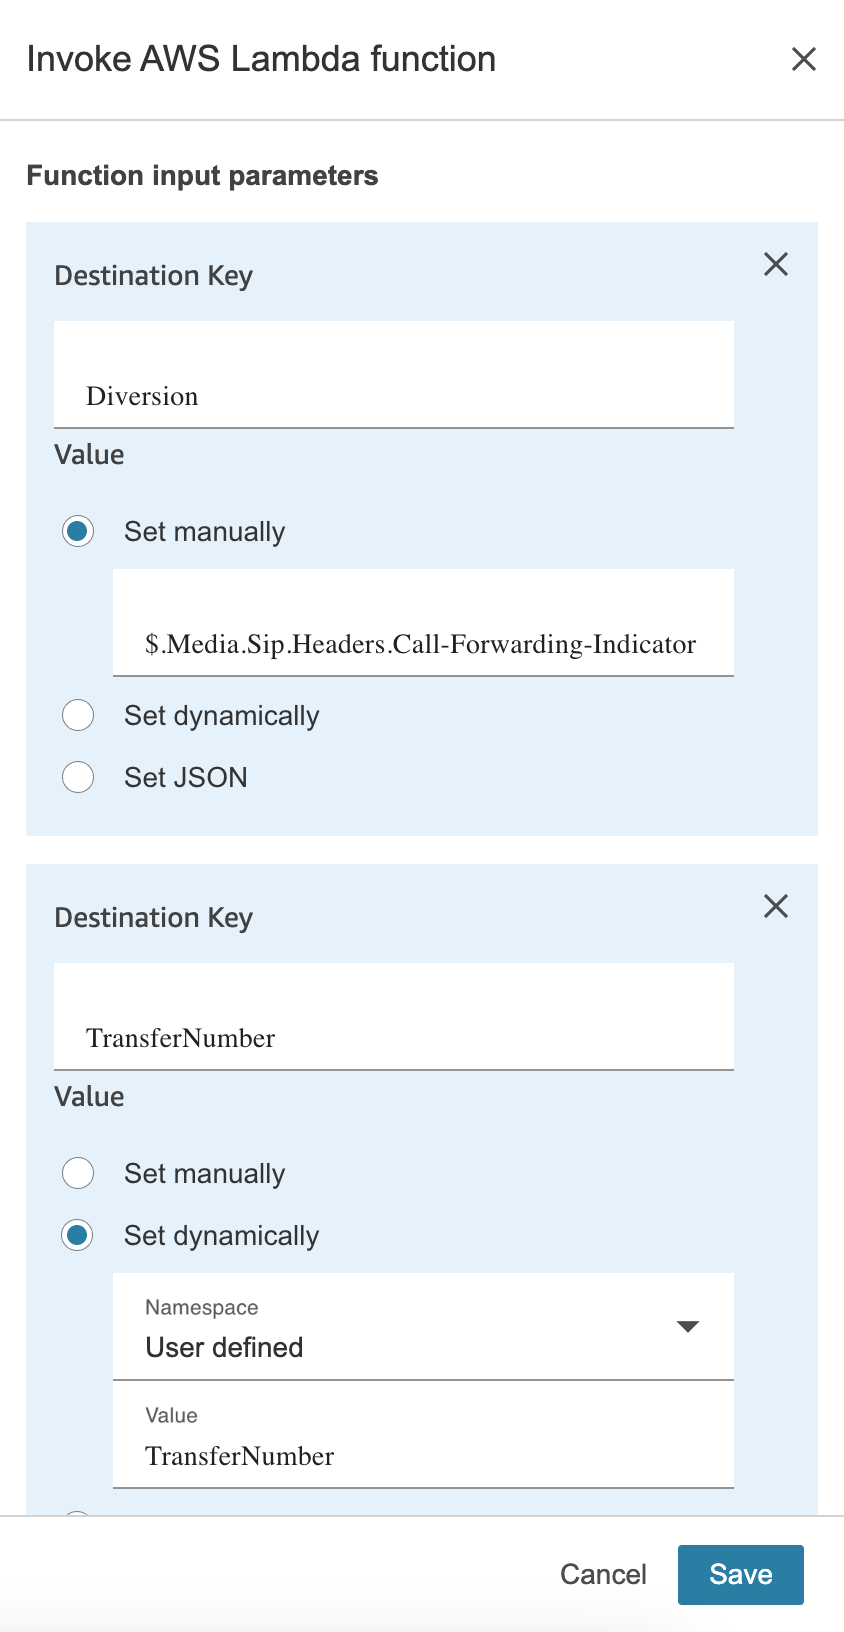 Invoke AWS Lambda function
Function input parameters
Destination Key
Diversion
Value
Set manually
$.Media.Sip.Headers.Call-Forwarding-Indicator
Set dynamically
Set JSON
Destination Key
TransferNumber
Value
Set manually
Set dynamically
Namespace
User defined
Value
TransferNumber
Cancel
Save